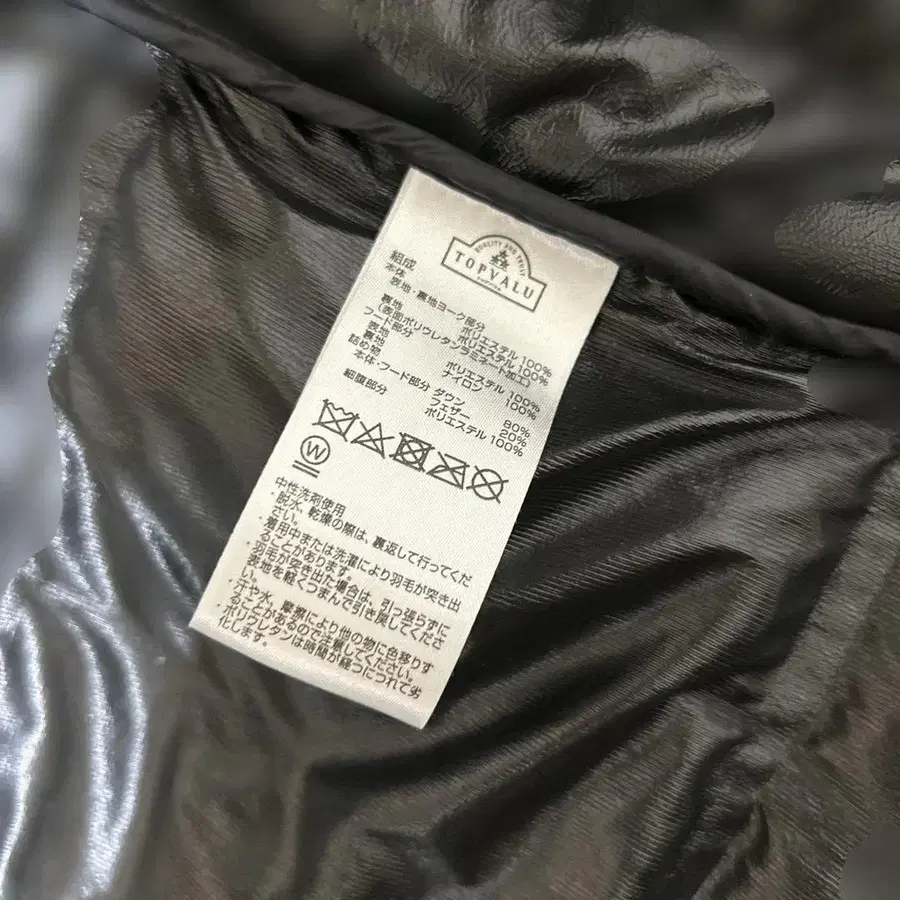 QUALITY AND TRUST
TOPVALU
組成
本体
表地・裏地ヨーク部分
ポリエステル 100%
裏地 ポリエステル 100%
(表面ポリウレタンラミネート加工)
フード部分
表地 ポリエステル 100%
裏地 ナイロン 100%
詰め物
本体・フード部分 ダウン 80%
フェザー 20%
細腹部分 ポリエステル 100%
W
中性洗剤使用
・脱水、乾燥の際は、裏返して行ってくだ
さい。
・着用中または洗濯により羽毛が突き出
ることがあります。
羽毛が突き出た場合は、引っ張らずに
表地を軽くつまんで引き戻してくださ
い。
・汗や水、摩擦により他の物に色移りす
ることがあるので注意してください。
・ポリウレタンは時間が経つにつれて劣
化します。